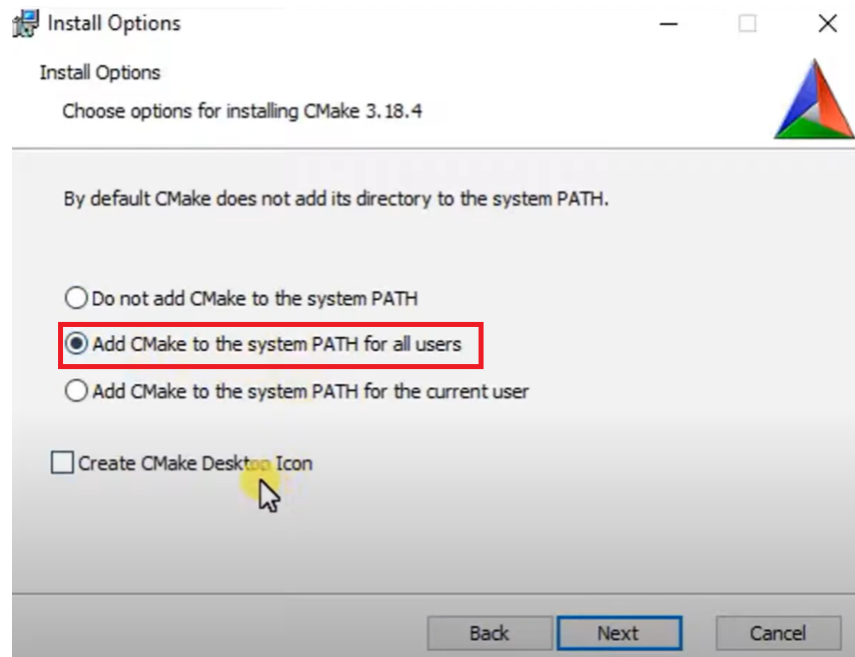 Install Options
Install Options
Choose options for installing CMake 3.18.4
By default CMake does not add its directory to the system PATH.
Do not add CMake to the system PATH
Add CMake to the system PATH for all users
Add CMake to the system PATH for the current user
Create CMake Desktop Icon
Back
Next
Cancel